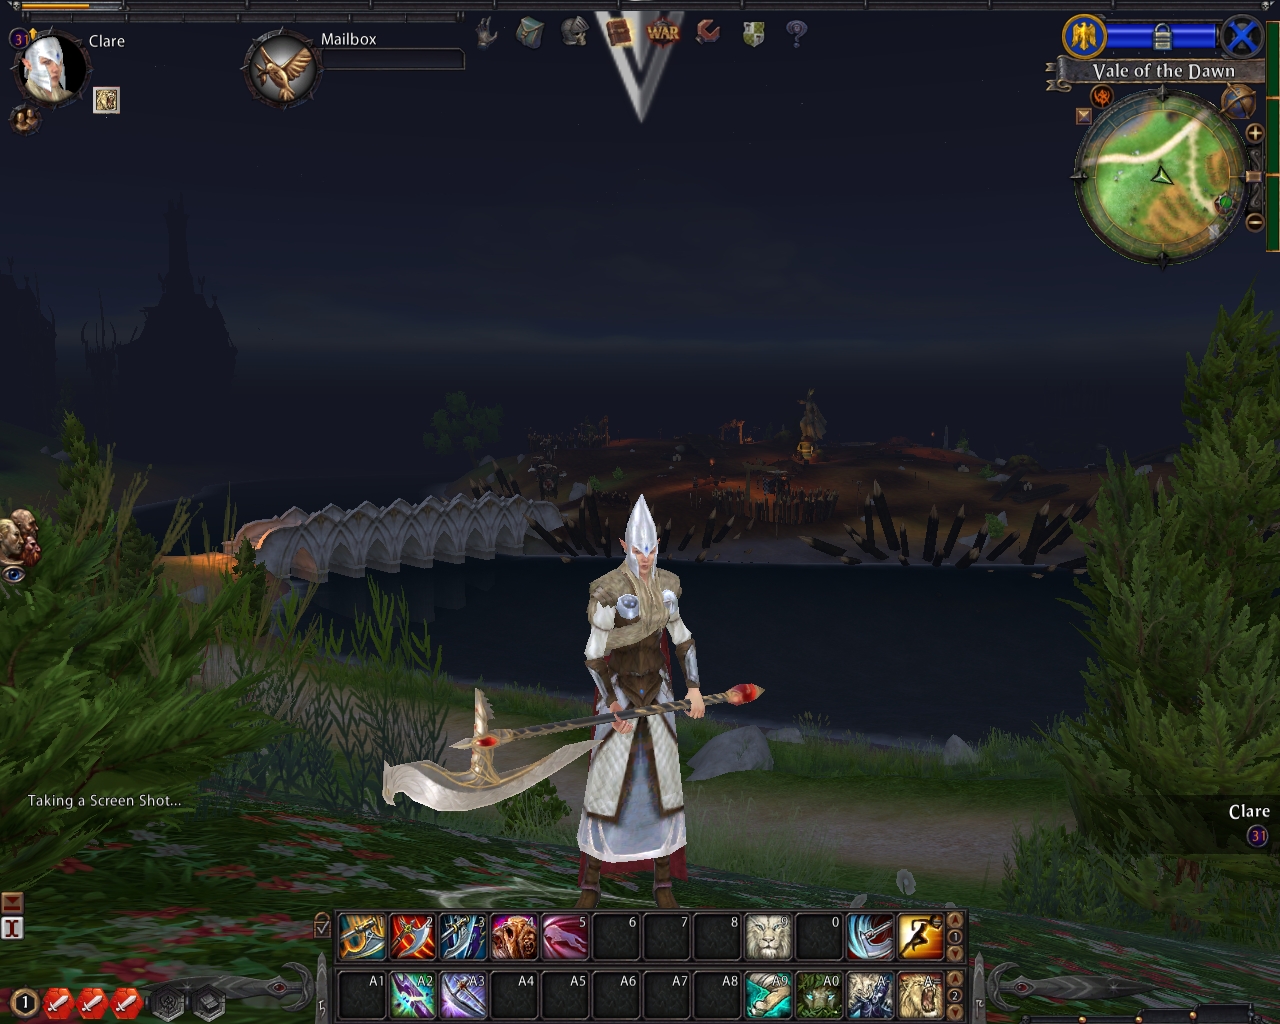 31
Clare
Mailbox
WAR
Vale of the Dawn
Taking a Screen Shot...
Clare
31
1 2 3 4 5 6 7 8 9 0
1
A1 A2 A3 A4 A5 A6 A7 A8 A9 A0 A A
2
1